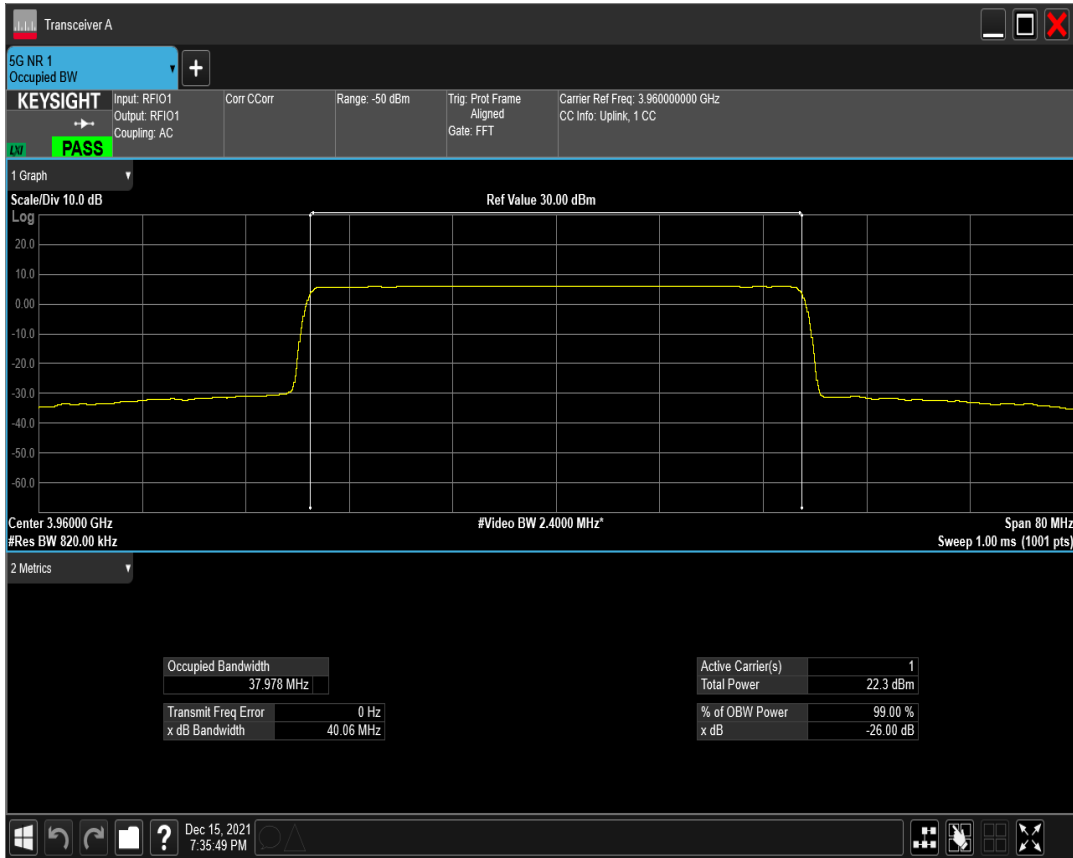 Transceiver A
5G NR 1
Occupied BW
+
KEYSIGHT
LXI
PASS
Input: RFIO1
Output: RFIO1
Coupling: AC
Corr CCorr
Range: -50 dBm
Trig: Prot Frame
Aligned
Gate: FFT
Carrier Ref Freq: 3.960000000 GHz
CC Info: Uplink, 1 CC
1 Graph
Scale/Div 10.0 dB
Ref Value 30.00 dBm
Log
20.0
10.0
0.00
-10.0
-20.0
-30.0
-40.0
-50.0
-60.0
Center 3.96000 GHz
#Video BW 2.4000 MHz*
Span 80 MHz
#Res BW 820.00 kHz
Sweep 1.00 ms (1001 pts)
2 Metrics
Occupied Bandwidth
37.978 MHz
Transmit Freq Error 0 Hz
x dB Bandwidth 40.06 MHz
Active Carrier(s) 1
Total Power 22.3 dBm
% of OBW Power 99.00 %
x dB -26.00 dB
?
Dec 15, 2021
7:35:49 PM